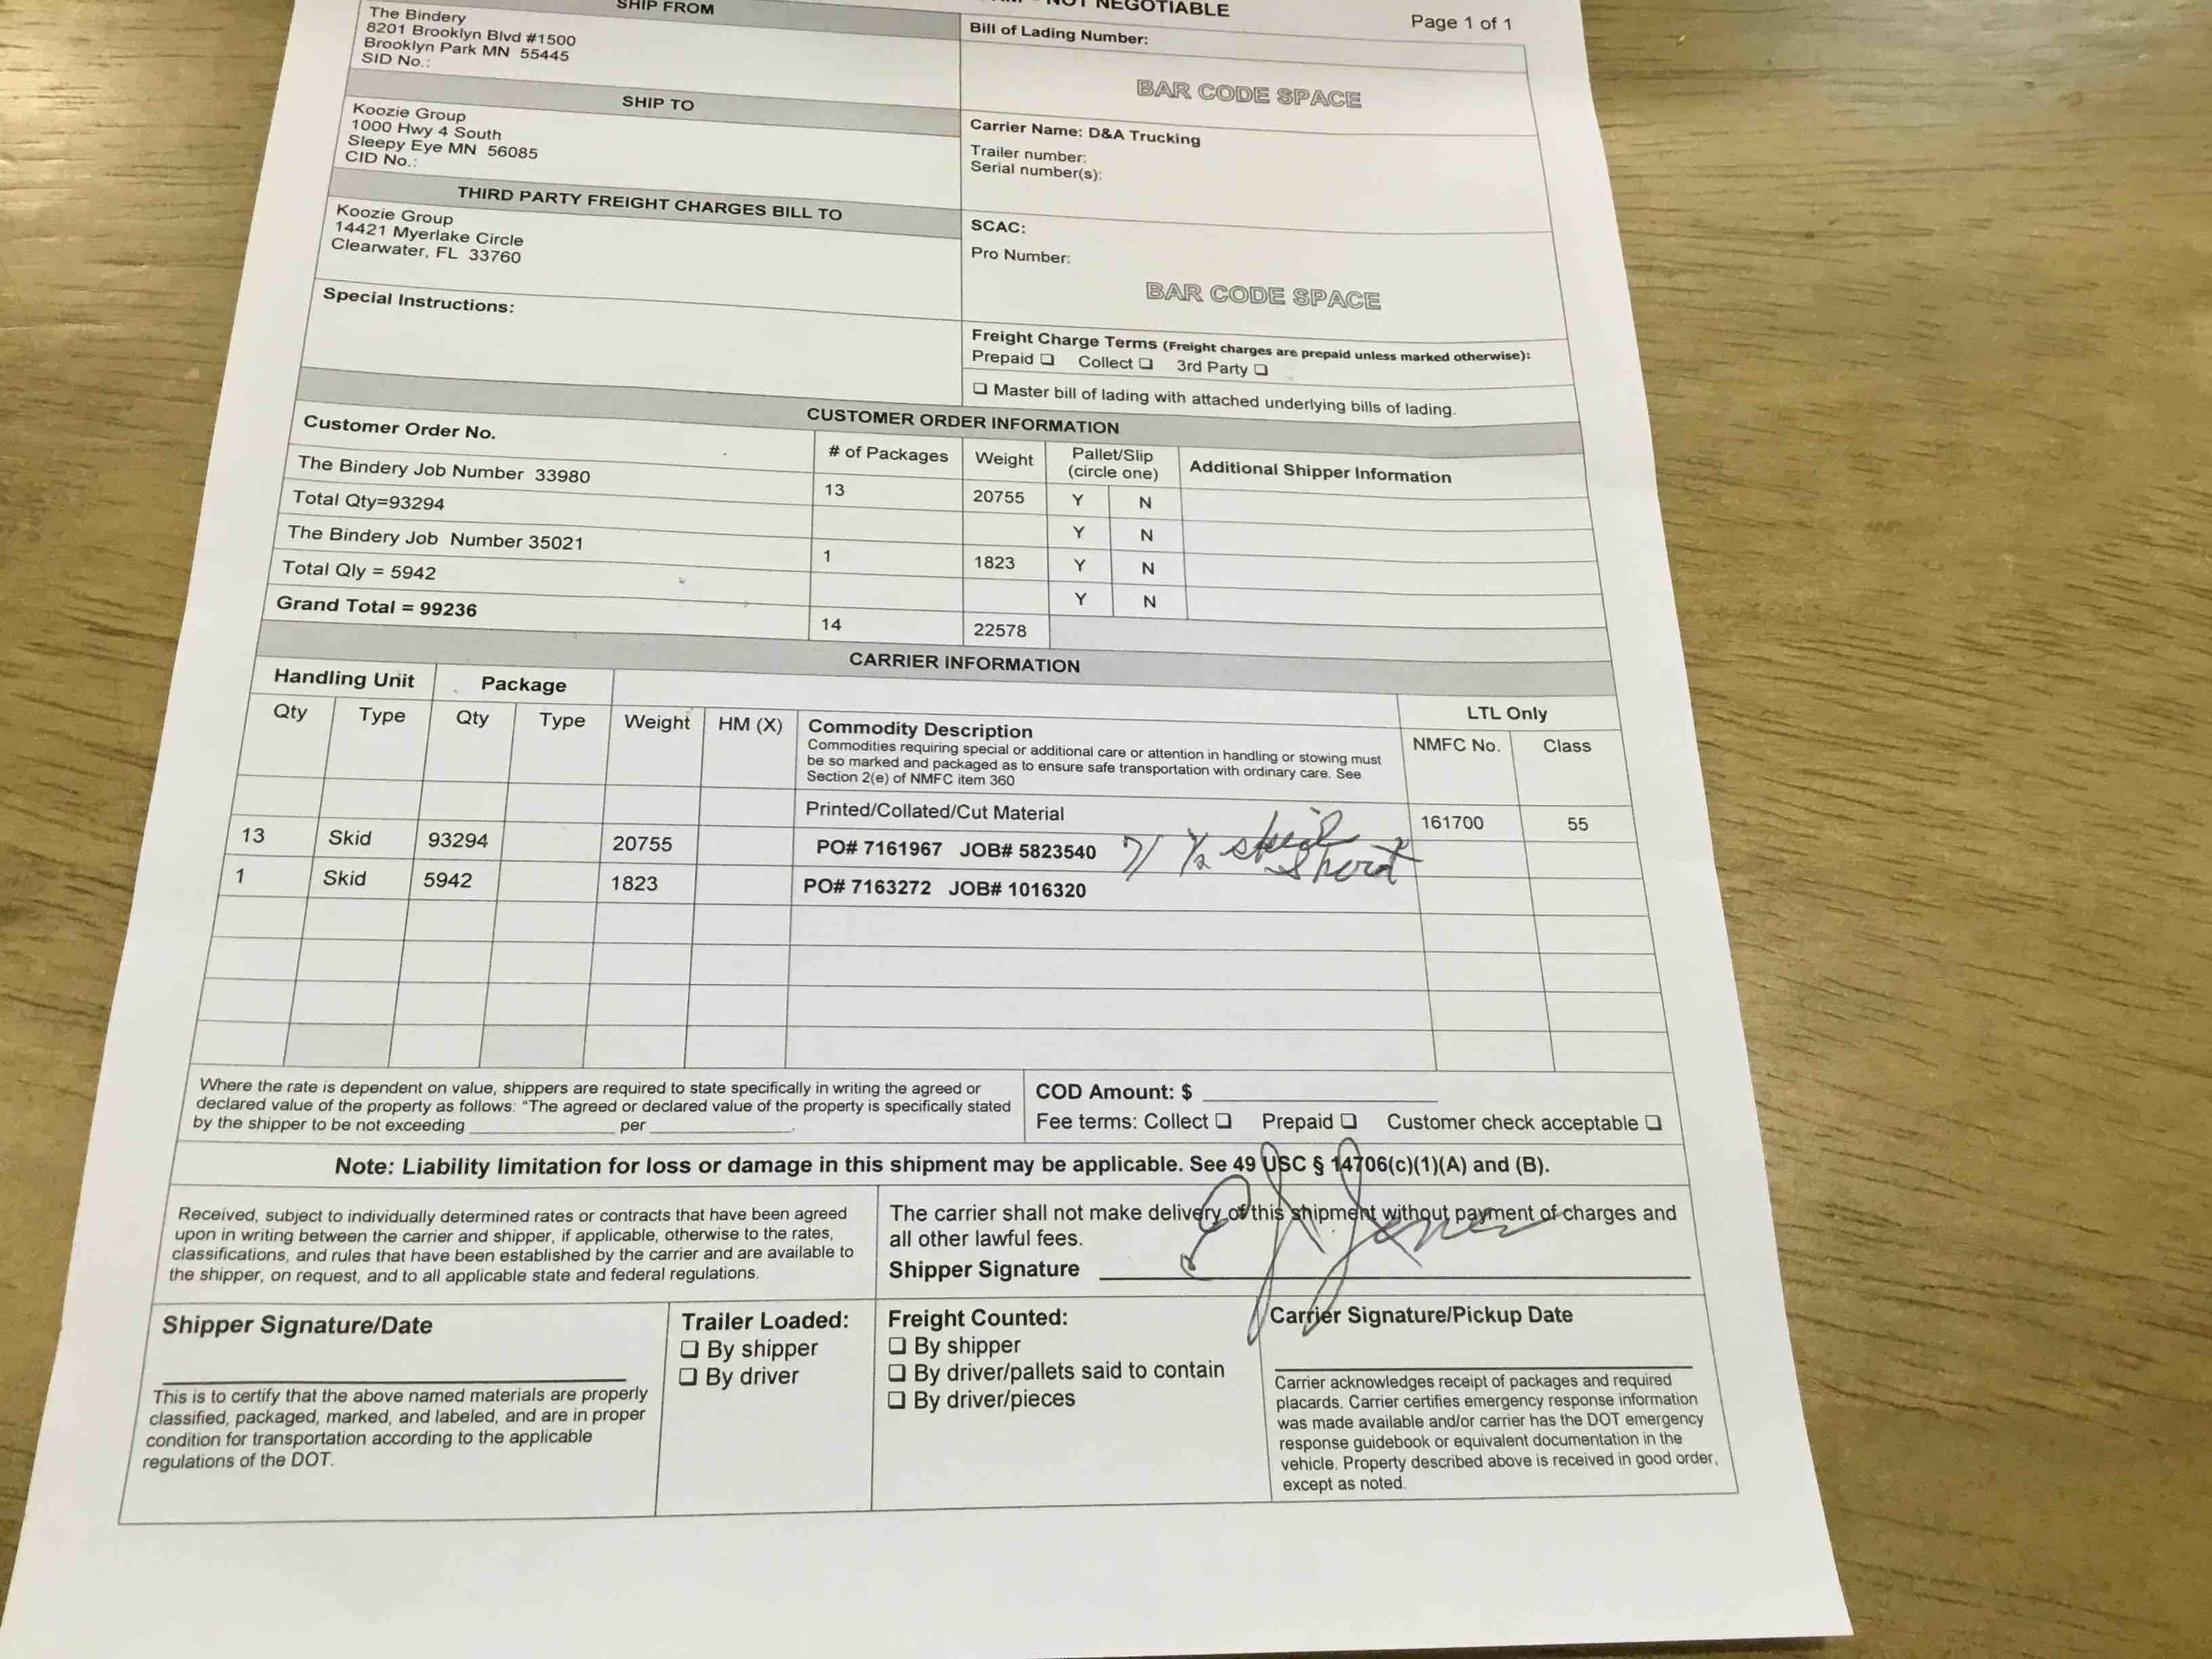 SHIP FROM
NOT NEGOTIABLE
Page 1 of 1
The Bindery
8201 Brooklyn Blvd #1500
Brooklyn Park MN 55445
SID No.:
Bill of Lading Number:
BAR CODE SPACE
SHIP TO
Koozie Group
1000 Hwy 4 South
Sleepy Eye MN 56085
CID No.:
Carrier Name: D&A Trucking
Trailer number:
Serial number(s):
THIRD PARTY FREIGHT CHARGES BILL TO
Koozie Group
14421 Myerlake Circle
Clearwater, FL 33760
SCAC:
Pro Number:
BAR CODE SPACE
Special Instructions:
Freight Charge Terms (Freight charges are prepaid unless marked otherwise):
Prepaid ❑ Collect ❑ 3rd Party ❑
❑ Master bill of lading with attached underlying bills of lading.
CUSTOMER ORDER INFORMATION
Customer Order No. # of Packages Weight Pallet/Slip (circle one) Additional Shipper Information
The Bindery Job Number 33980 13 20755 Y N
Total Qty=93294 Y N
The Bindery Job Number 35021 1 1823 Y N
Total Qly = 5942 Y N
Grand Total = 99236 14 22578
CARRIER INFORMATION
Handling Unit Package LTL Only
Qty Type Qty Type Weight HM (X) Commodity Description NMFC No. Class
Commodities requiring special or additional care or attention in handling or stowing must
be so marked and packaged as to ensure safe transportation with ordinary care. See
Section 2(e) of NMFC item 360
Printed/Collated/Cut Material 161700 55
13 Skid 93294 20755 PO# 7161967 JOB# 5823540 1/2 skid
short
1 Skid 5942 1823 PO# 7163272 JOB# 1016320
Where the rate is dependent on value, shippers are required to state specifically in writing the agreed or
declared value of the property as follows: "The agreed or declared value of the property is specifically stated
by the shipper to be not exceeding ____ per ____.
COD Amount: $
Fee terms: Collect ❑ Prepaid ❑ Customer check acceptable ❑
Note: Liability limitation for loss or damage in this shipment may be applicable. See 49 USC § 14706(c)(1)(A) and (B).
Received, subject to individually determined rates or contracts that have been agreed
upon in writing between the carrier and shipper, if applicable, otherwise to the rates,
classifications, and rules that have been established by the carrier and are available to
the shipper, on request, and to all applicable state and federal regulations.
The carrier shall not make delivery of this shipment without payment of charges and
all other lawful fees.
Shipper Signature
Shipper Signature/Date
This is to certify that the above named materials are properly
classified, packaged, marked, and labeled, and are in proper
condition for transportation according to the applicable
regulations of the DOT.
Trailer Loaded:
❑ By shipper
❑ By driver
Freight Counted:
❑ By shipper
❑ By driver/pallets said to contain
❑ By driver/pieces
Carrier Signature/Pickup Date
Carrier acknowledges receipt of packages and required
placards. Carrier certifies emergency response information
was made available and/or carrier has the DOT emergency
response guidebook or equivalent documentation in the
vehicle. Property described above is received in good order,
except as noted.